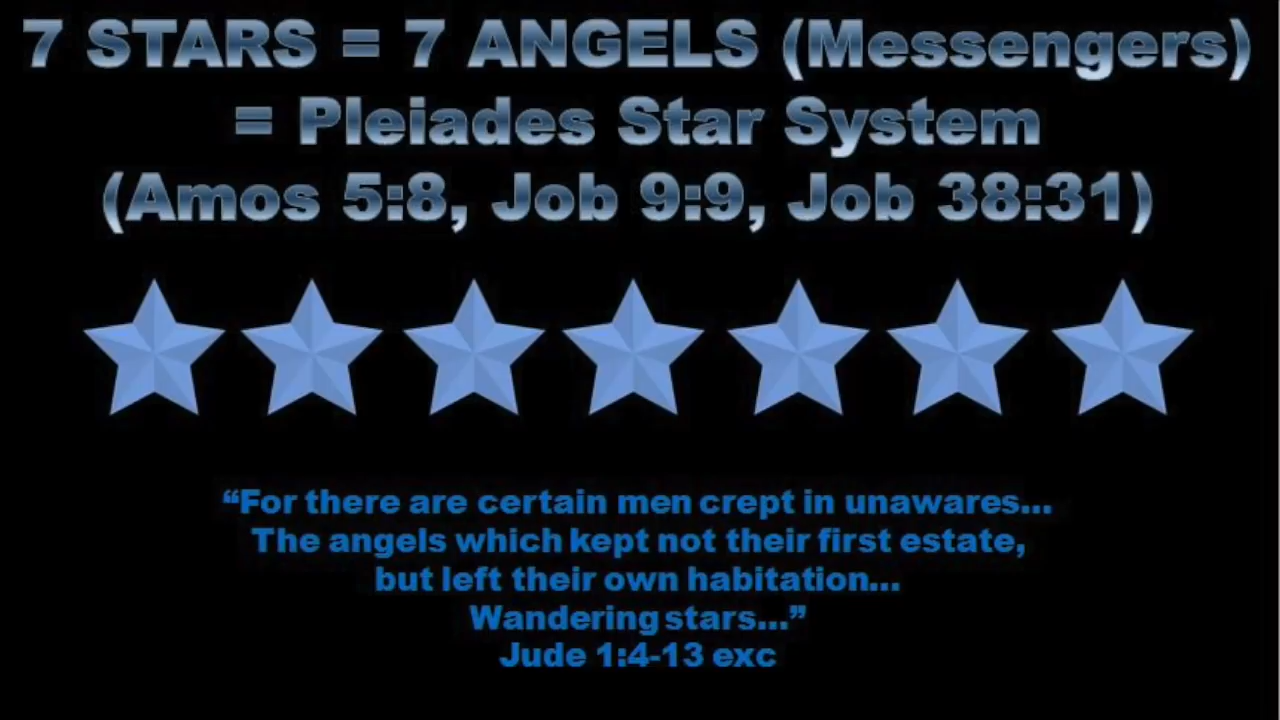 7 STARS = 7 ANGELS (Messengers)
= Pleiades Star System
(Amos 5:8, Job 9:9, Job 38:31)
“For there are certain men crept in unawares...
The angels which kept not their first estate,
but left their own habitation...
Wandering stars...”
Jude 1:4-13 exc